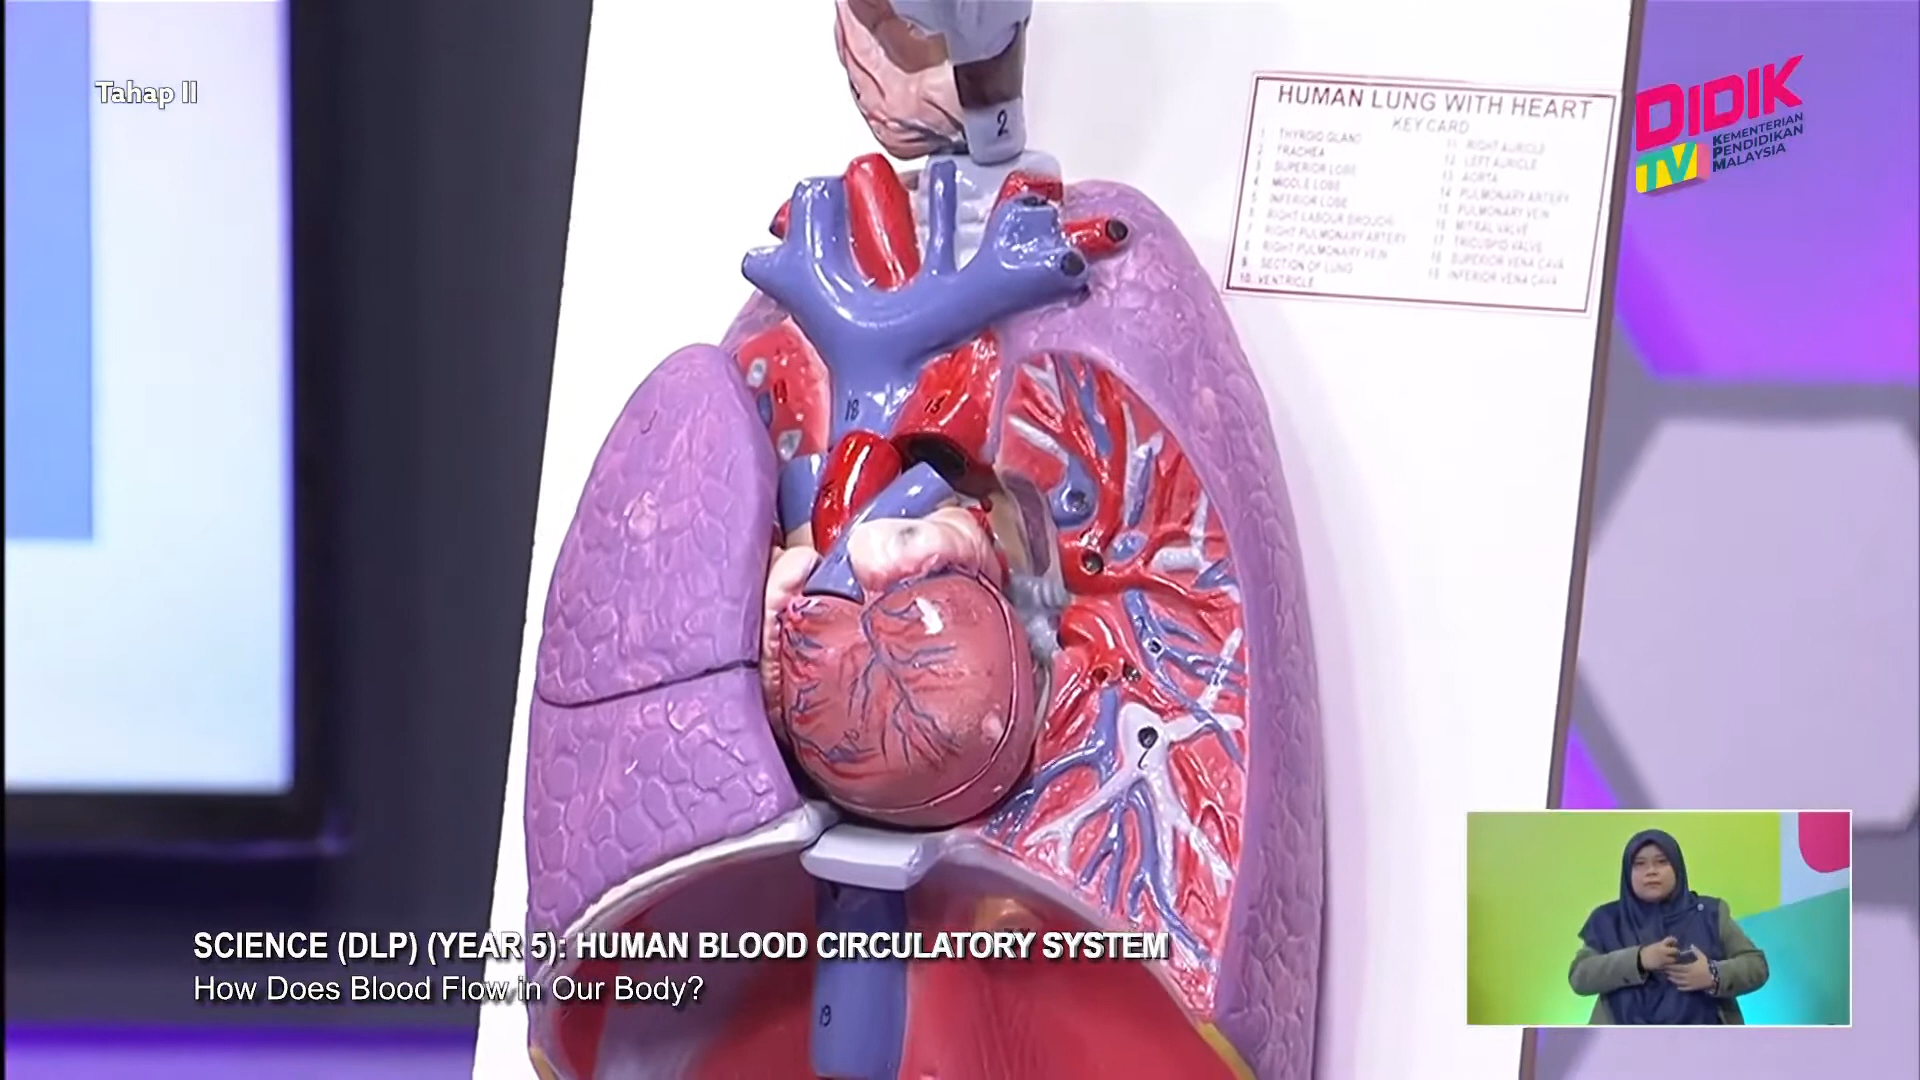 Tahap II
DIDIK
TV
KEMENTERIAN
PENDIDIKAN
MALAYSIA
HUMAN LUNG WITH HEART
KEY CARD
1 THYROID GLAND
2 TRACHEA
3 SUPERIOR LOBE
4 MIDDLE LOBE
5 INFERIOR LOBE
7 RIGHT PULMONARY ARTERY
8 RIGHT PULMONARY VEIN
9 SECTION OF LUNG
10 VENTRICLE
11 RIGHT AURICLE
12 LEFT AURICLE
13 AORTA
14 PULMONARY ARTERY
15 PULMONARY VEIN
16 MITRAL VALVE
17 TRICUSPID VALVE
18 SUPERIOR VENA CAVA
19 INFERIOR VENA CAVA
2
18
13
19
SCIENCE (DLP) (YEAR 5): HUMAN BLOOD CIRCULATORY SYSTEM
How Does Blood Flow in Our Body?